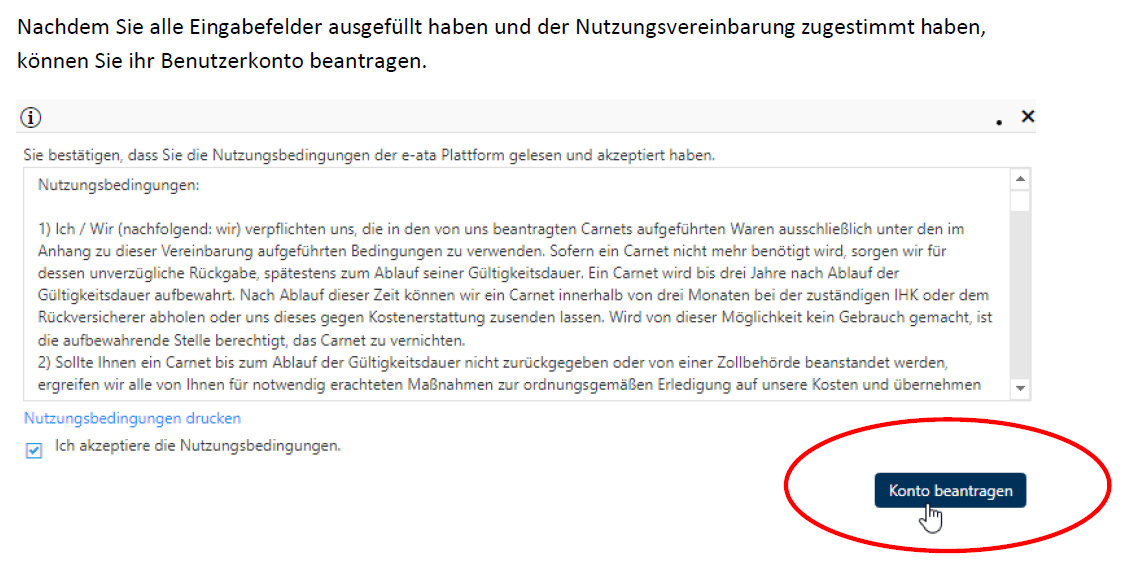 Nachdem Sie alle Eingabefelder ausgefüllt haben und der Nutzungsvereinbarung zugestimmt haben,
können Sie ihr Benutzerkonto beantragen.
Sie bestätigen, dass Sie die Nutzungsbedingungen der e-ata Plattform gelesen und akzeptiert haben.
Nutzungsbedingungen:
1) Ich / Wir (nachfolgend: wir) verpflichten uns, die in den von uns beantragten Carnets aufgeführten Waren ausschließlich unter den im
Anhang zu dieser Vereinbarung aufgeführten Bedingungen zu verwenden. Sofern ein Carnet nicht mehr benötigt wird, sorgen wir für
dessen unverzügliche Rückgabe, spätestens zum Ablauf seiner Gültigkeitsdauer. Ein Carnet wird bis drei Jahre nach Ablauf der
Gültigkeitsdauer aufbewahrt. Nach Ablauf dieser Zeit können wir ein Carnet innerhalb von drei Monaten bei der zuständigen IHK oder dem
Rückversicherer abholen oder uns dieses gegen Kostenerstattung zusenden lassen. Wird von dieser Möglichkeit kein Gebrauch gemacht, ist
die aufbewahrende Stelle berechtigt, das Carnet zu vernichten.
2) Sollte Ihnen ein Carnet bis zum Ablauf der Gültigkeitsdauer nicht zurückgegeben oder von einer Zollbehörde beanstandet werden,
ergreifen wir alle von Ihnen für notwendig erachteten Maßnahmen zur ordnungsgemäßen Erledigung auf unsere Kosten und übernehmen
Nutzungsbedingungen drucken
Ich akzeptiere die Nutzungsbedingungen.
Konto beantragen